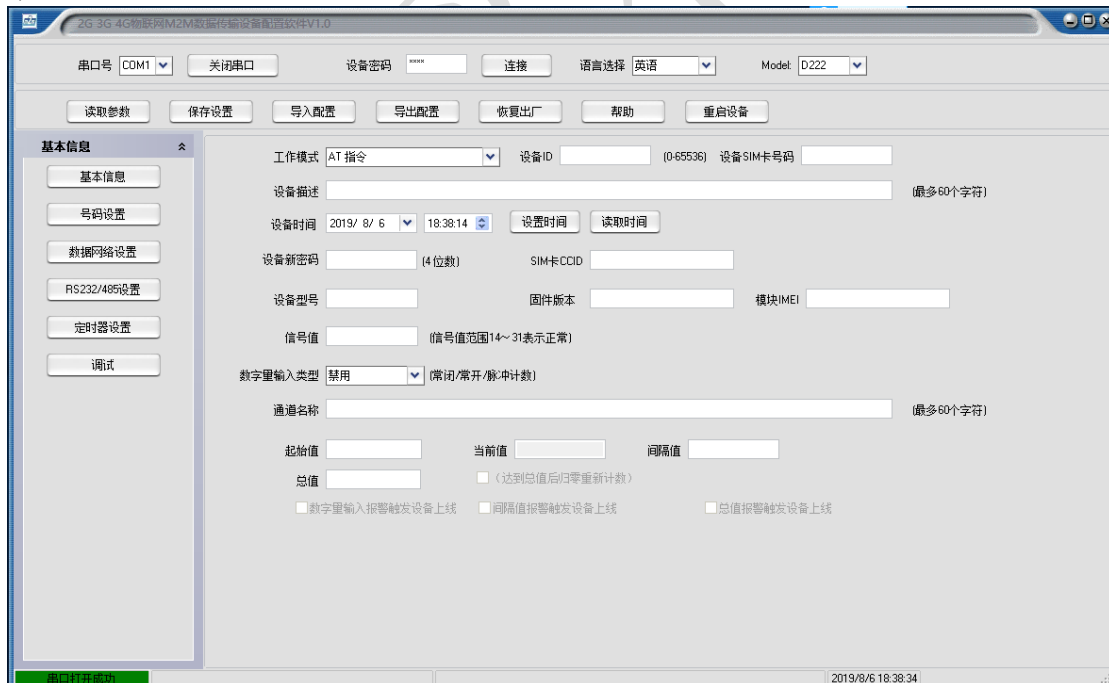 2G 3G 4G物联网M2M数据传输设备配置软件V1.0
串口号 COM1 关闭串口 设备密码 **** 连接 语言选择 英语 Model: D222
读取参数 保存设置 导入配置 导出配置 恢复出厂 帮助 重启设备
基本信息
基本信息
号码设置
数据网络设置
RS232/485设置
定时器设置
调试
工作模式 AT 指令 设备ID (0-65536) 设备SIM卡号码
设备描述 (最多60个字符)
设备时间 2019/ 8/ 6 18:38:14 设置时间 读取时间
设备新密码 (4位数) SIM卡CCID
设备型号 固件版本 模块IMEI
信号值 (信号值范围14~31表示正常)
数字里输入类型 禁用 (常闭/常开/脉冲计数)
通道名称 (最多60个字符)
起始值 当前值 间隔值
总值 (达到总值后归零重新计数)
数字里输入报警触发设备上线 间隔值报警触发设备上线 总值报警触发设备上线
串口打开成功 2019/8/6 18:38:34